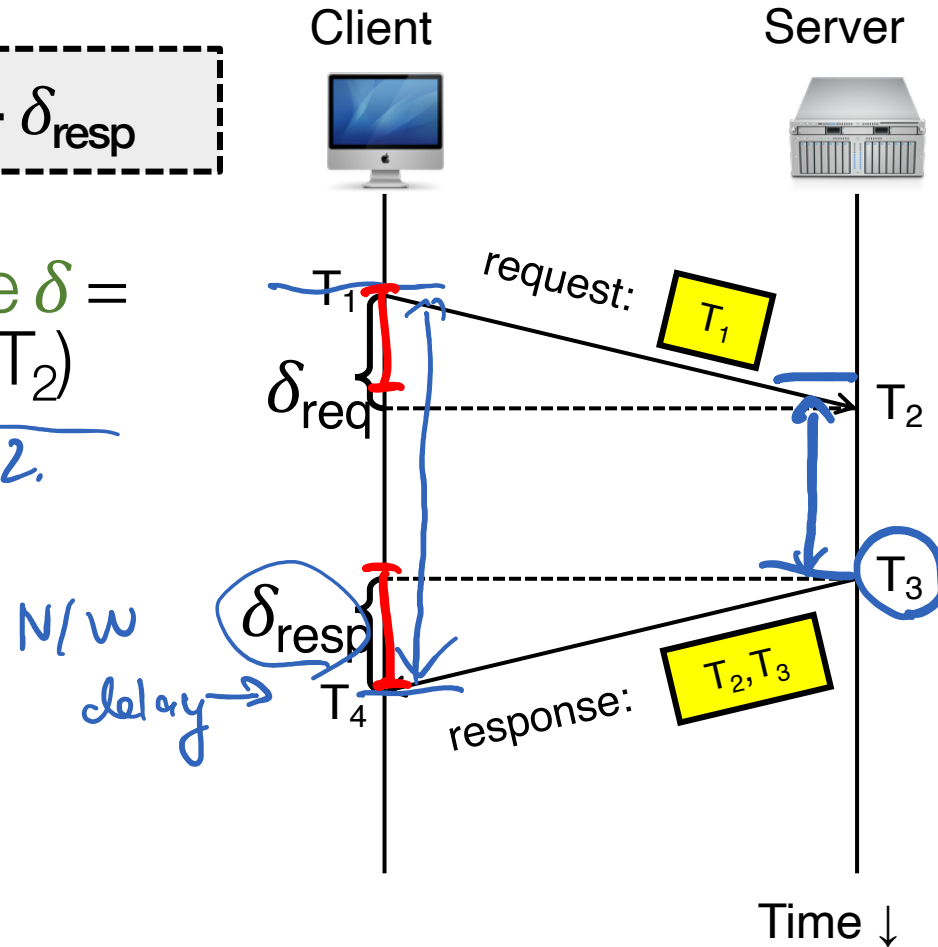 Client
Server
· δresp
e δ =
T₂)
2.
T₁
request:
T₁
δreq
T₂
T₃
δresp
N/W
delay →
T₄
response:
T₂,T₃
Time ↓